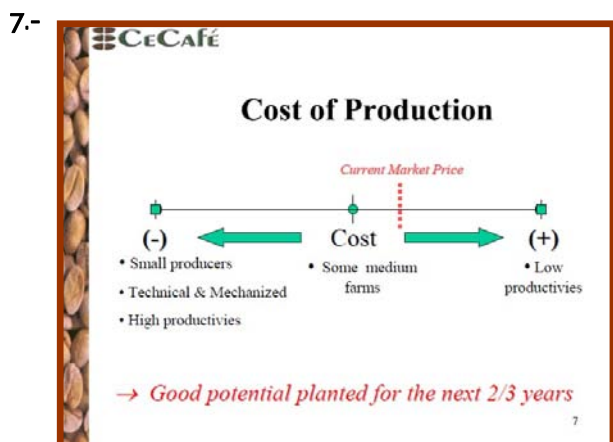 7.-
CECAFÉ
Cost of Production
Current Market Price
(-)
Cost
(+)
• Small producers
• Technical & Mechanized
• High productivies
• Some medium
farms
• Low
productivies
→ Good potential planted for the next 2/3 years
7